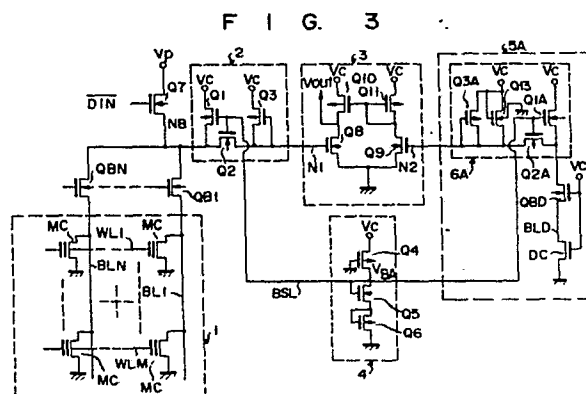 F I G. 3
2
3
5A
Vp
Q7
DIN
NB
VC
Q1
VC
Q3
Q2
Vout
VC
Q10
VC
Q11
Q8
Q9
N1
N2
Q3A
VC
Q13
VC
Q1A
Q2A
6A
VC
QBD
BLD
DC
QBN
QB1
MC
WL1
MC
BLN
BL1
1
WLM
MC
MC
BSL
VC
Q4
VBA
Q5
Q6
4